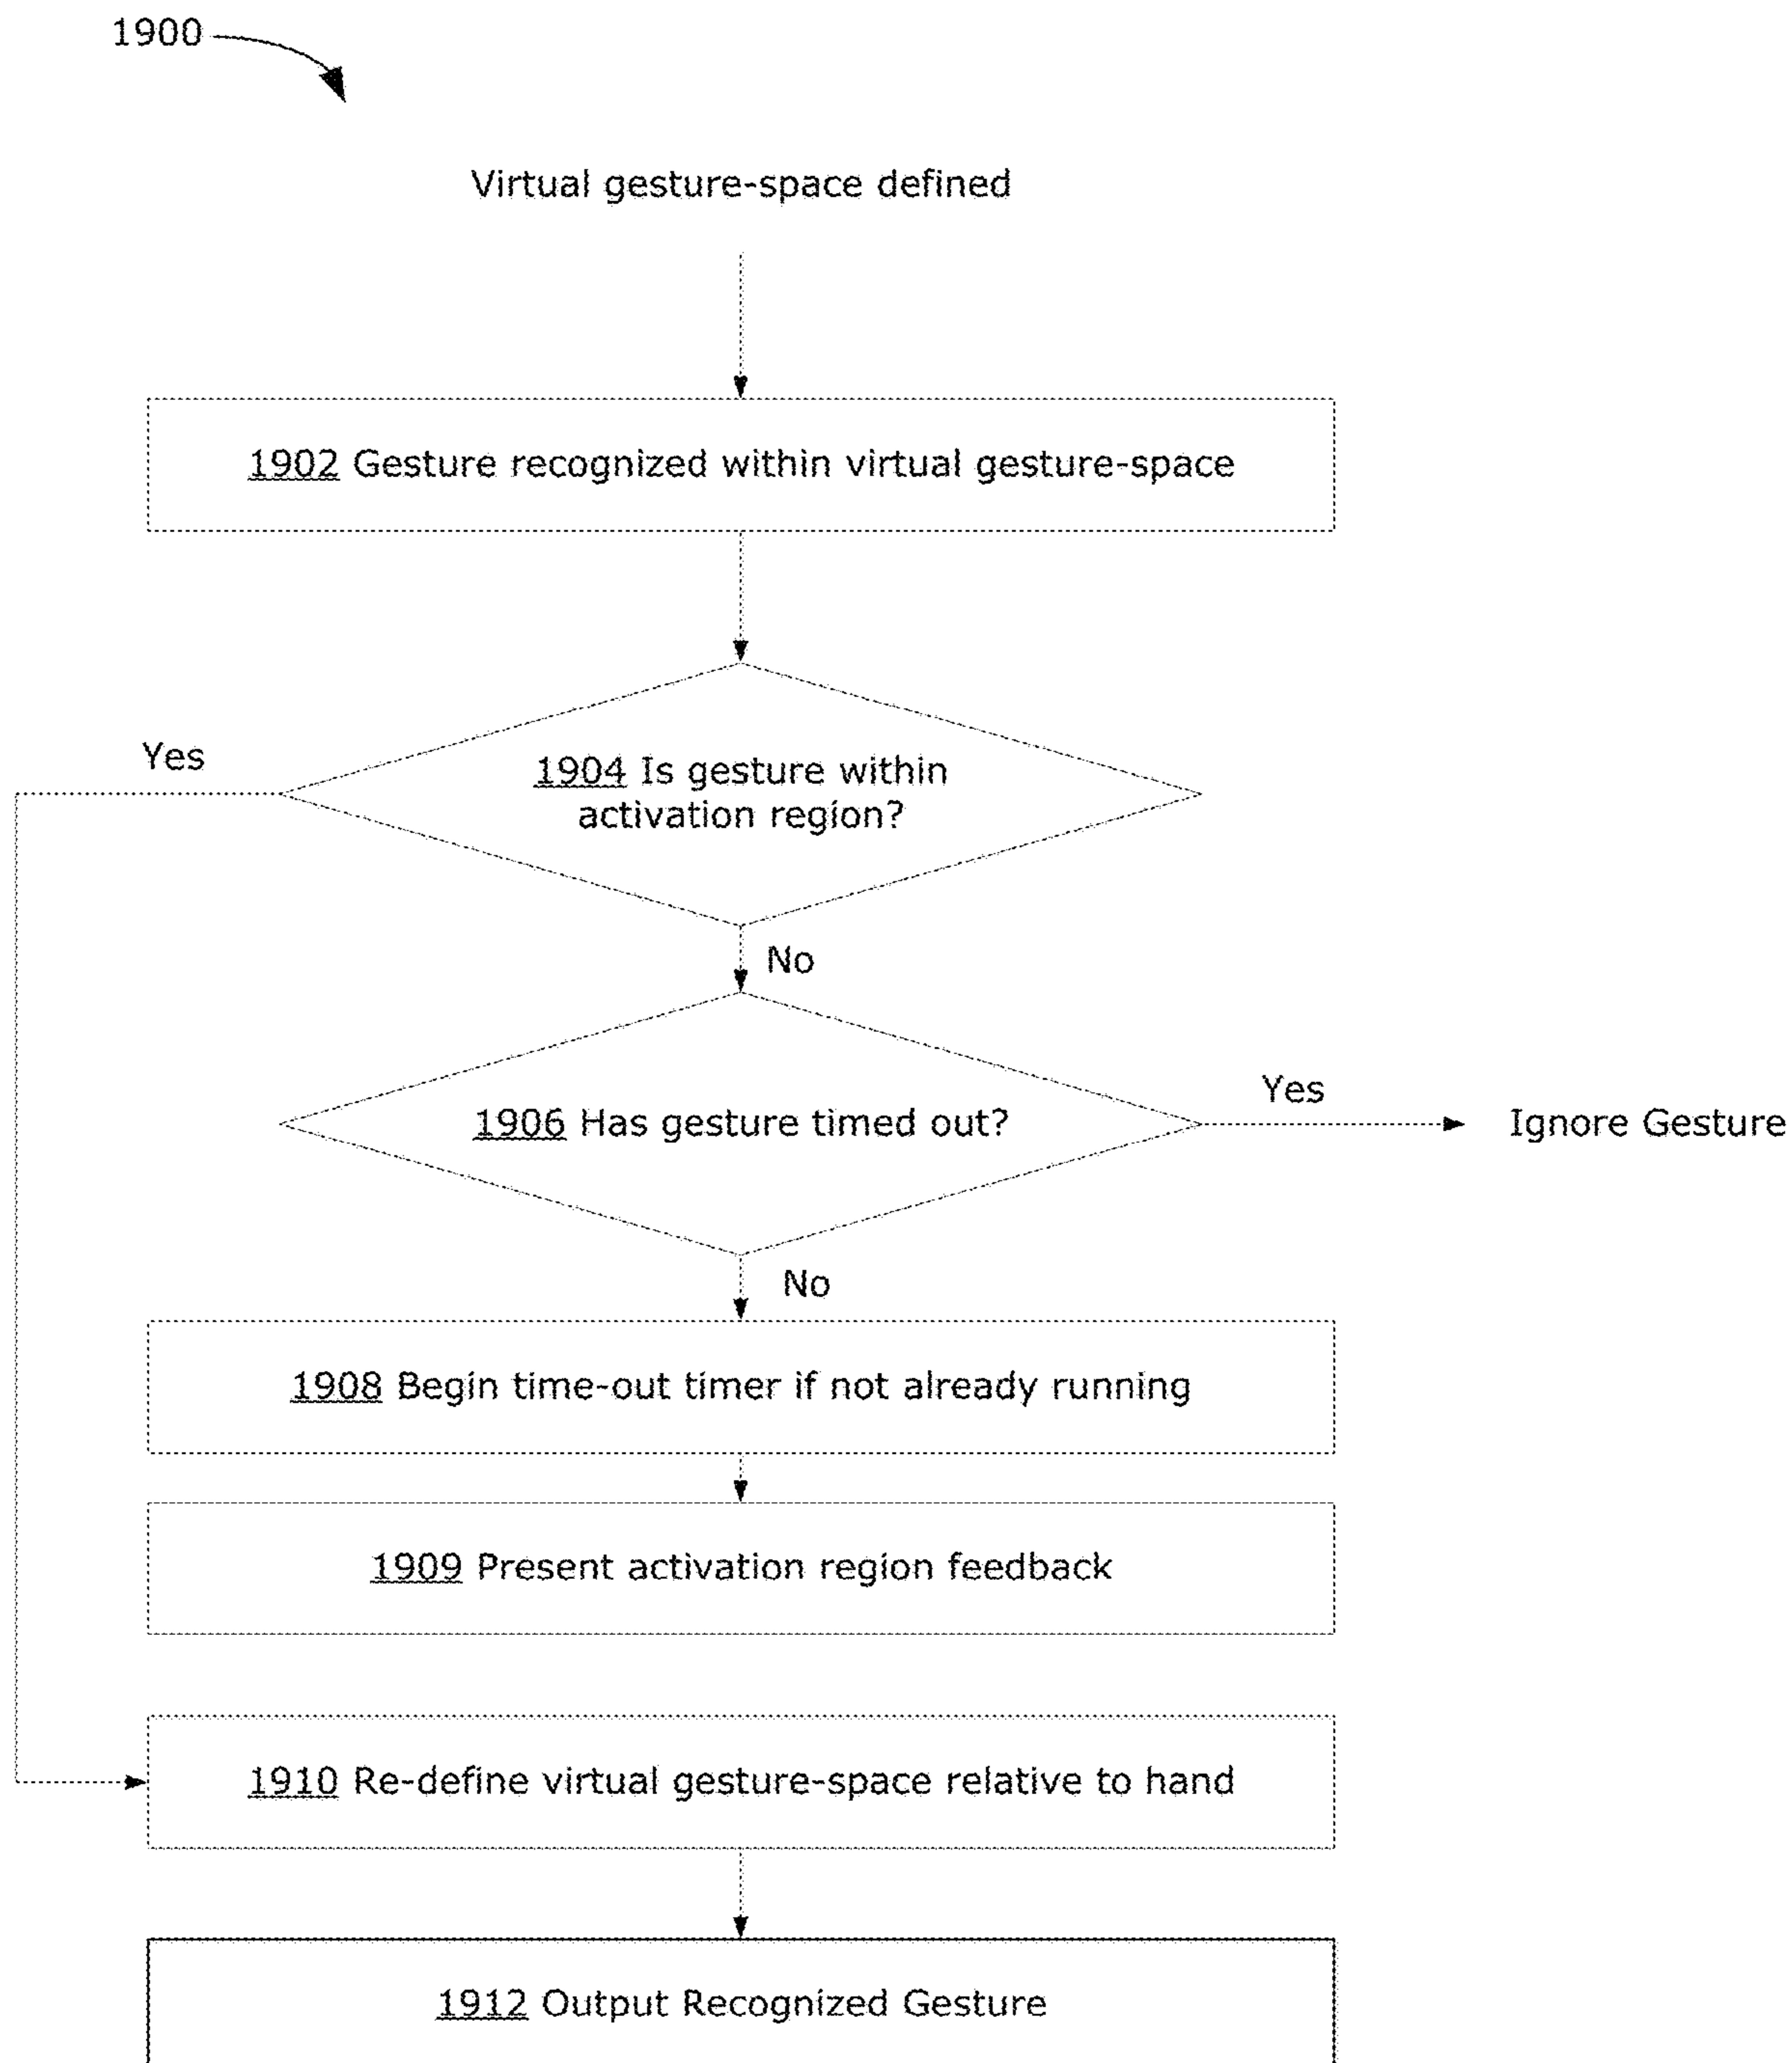 1900
Virtual gesture-space defined
1902 Gesture recognized within virtual gesture-space
Yes
1904 Is gesture within
activation region?
No
Yes
1906 Has gesture timed out?
Ignore Gesture
No
1908 Begin time-out timer if not already running
1909 Present activation region feedback
1910 Re-define virtual gesture-space relative to hand
1912 Output Recognized Gesture